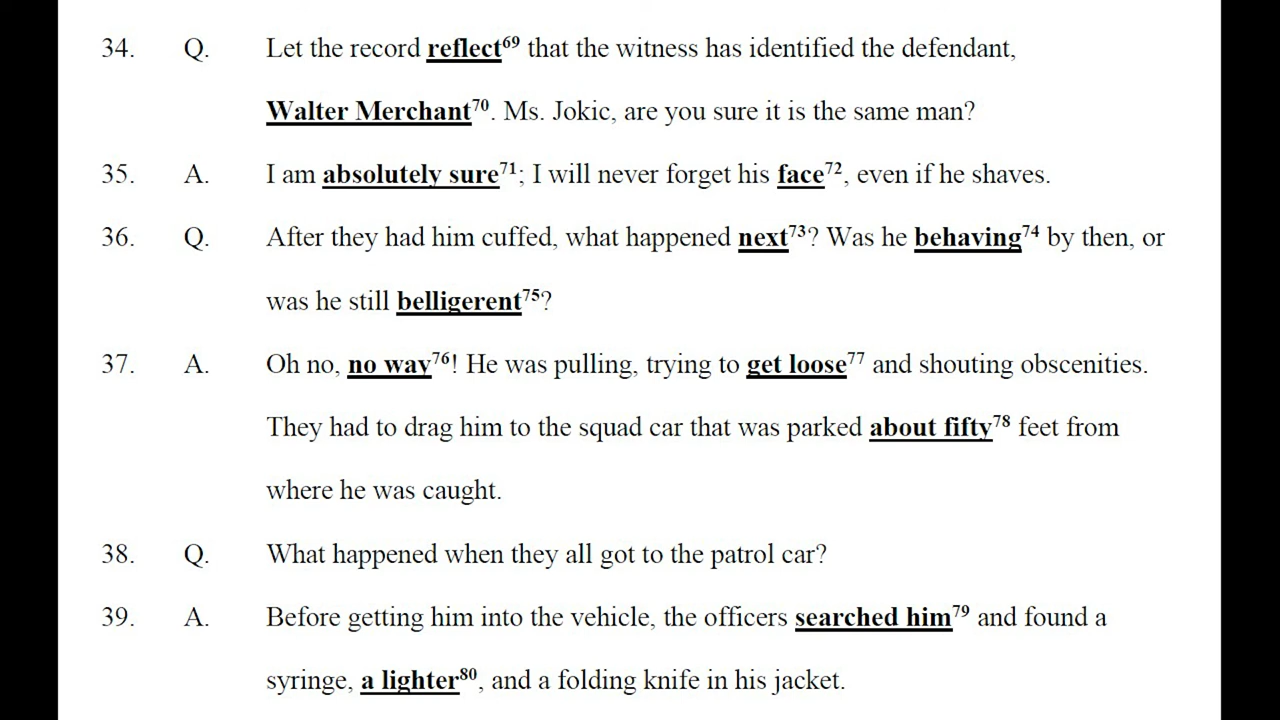 34. Q. Let the record reflect69 that the witness has identified the defendant,
Walter Merchant70. Ms. Jokic, are you sure it is the same man?
35. A. I am absolutely sure71; I will never forget his face72, even if he shaves.
36. Q. After they had him cuffed, what happened next73? Was he behaving74 by then, or
was he still belligerent75?
37. A. Oh no, no way76! He was pulling, trying to get loose77 and shouting obscenities.
They had to drag him to the squad car that was parked about fifty78 feet from
where he was caught.
38. Q. What happened when they all got to the patrol car?
39. A. Before getting him into the vehicle, the officers searched him79 and found a
syringe, a lighter80, and a folding knife in his jacket.